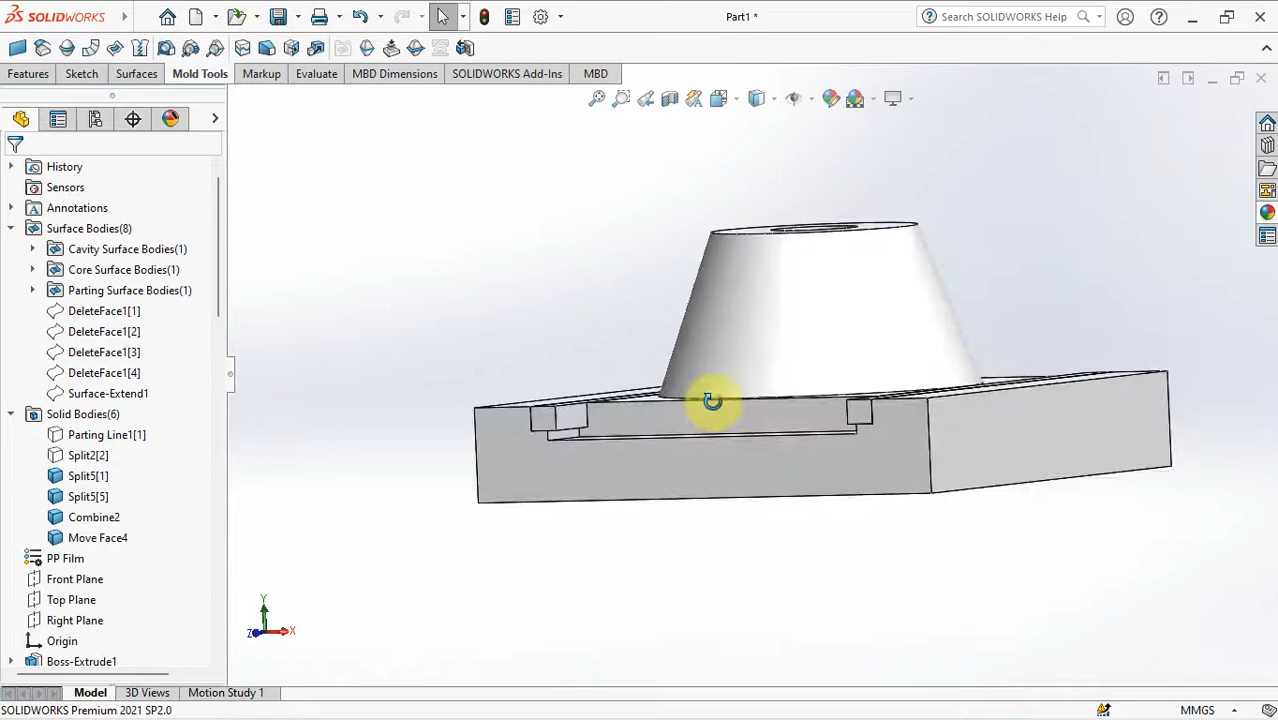 SOLIDWORKS
Part1 *
Search SOLIDWORKS Help
Features
Sketch
Surfaces
Mold Tools
Markup
Evaluate
MBD Dimensions
SOLIDWORKS Add-Ins
MBD
History
Sensors
Annotations
Surface Bodies(8)
Cavity Surface Bodies(1)
Core Surface Bodies(1)
Parting Surface Bodies(1)
DeleteFace1[1]
DeleteFace1[2]
DeleteFace1[3]
DeleteFace1[4]
Surface-Extend1
Solid Bodies(6)
Parting Line1[1]
Split2[2]
Split5[1]
Split5[5]
Combine2
Move Face4
PP Film
Front Plane
Top Plane
Right Plane
Origin
Boss-Extrude1
Y
Z
X
Model
3D Views
Motion Study 1
SOLIDWORKS Premium 2021 SP2.0
MMGS